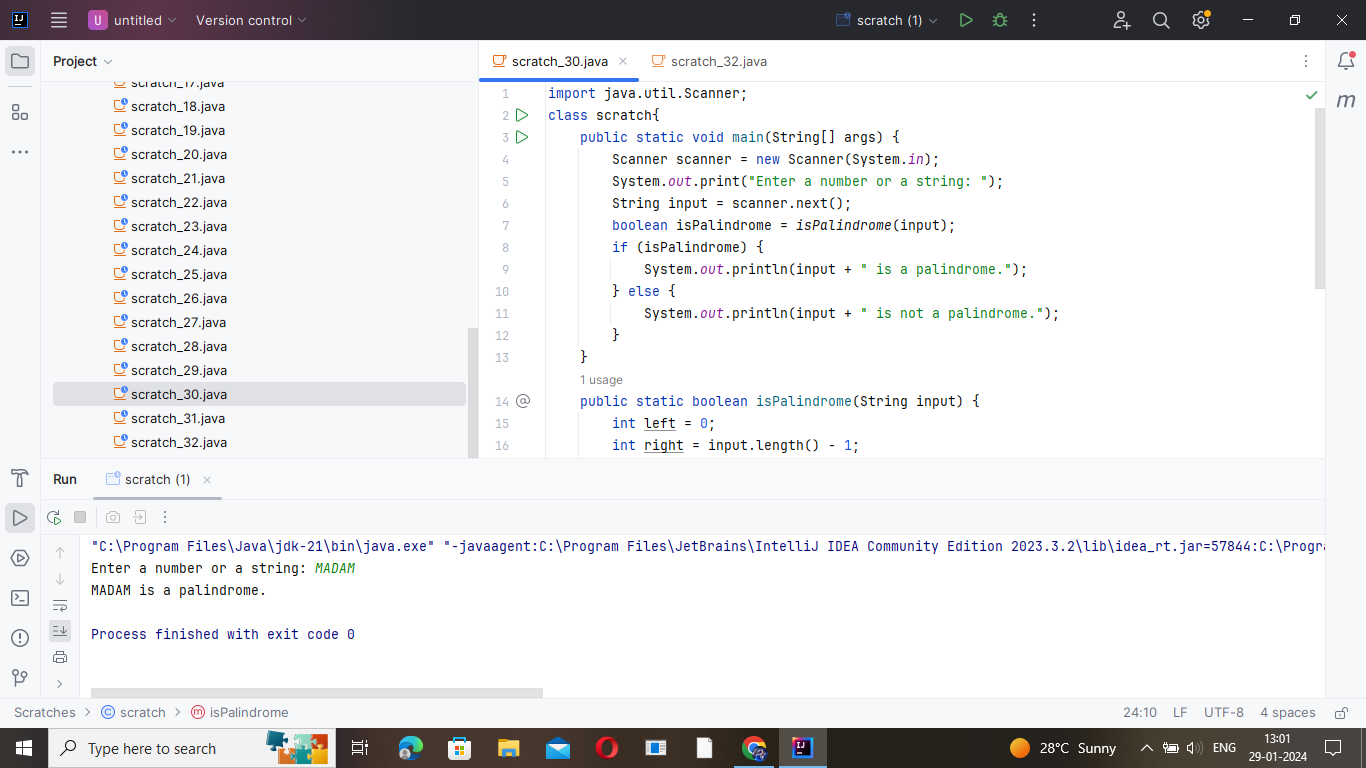 U untitled Version control scratch (1)
Project
scratch_30.java
scratch_32.java
scratch_17.java
scratch_18.java
scratch_19.java
scratch_20.java
scratch_21.java
scratch_22.java
scratch_23.java
scratch_24.java
scratch_25.java
scratch_26.java
scratch_27.java
scratch_28.java
scratch_29.java
scratch_30.java
scratch_31.java
scratch_32.java
1 import java.util.Scanner;
2 class scratch{
3 public static void main(String[] args) {
4 Scanner scanner = new Scanner(System.in);
5 System.out.print("Enter a number or a string: ");
6 String input = scanner.next();
7 boolean isPalindrome = isPalindrome(input);
8 if (isPalindrome) {
9 System.out.println(input + " is a palindrome.");
10 } else {
11 System.out.println(input + " is not a palindrome.");
12 }
13 }
1 usage
14 @ public static boolean isPalindrome(String input) {
15 int left = 0;
16 int right = input.length() - 1;
m
Run scratch (1)
"C:\Program Files\Java\jdk-21\bin\java.exe" "-javaagent:C:\Program Files\JetBrains\IntelliJ IDEA Community Edition 2023.3.2\lib\idea_rt.jar=57844:C:\Progra
Enter a number or a string: MADAM
MADAM is a palindrome.
Process finished with exit code 0
Scratches > scratch > isPalindrome 24:10 LF UTF-8 4 spaces
Type here to search 28°C Sunny ENG 13:01
29-01-2024